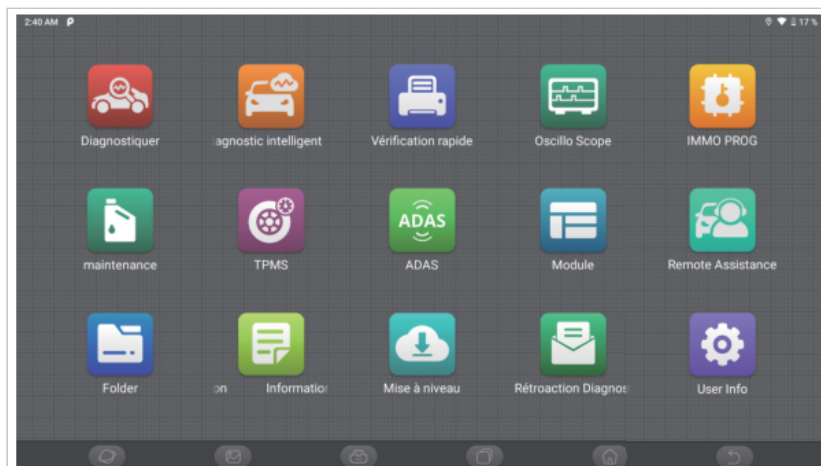 2:40 AM 17 %
Diagnostiquer
agnostic intelligent
Vérification rapide
Oscillo Scope
IMMO PROG
maintenance
TPMS
ADAS
ADAS
Module
Remote Assistance
Folder
on Information
Mise à niveau
Rétroaction Diagnos
User Info